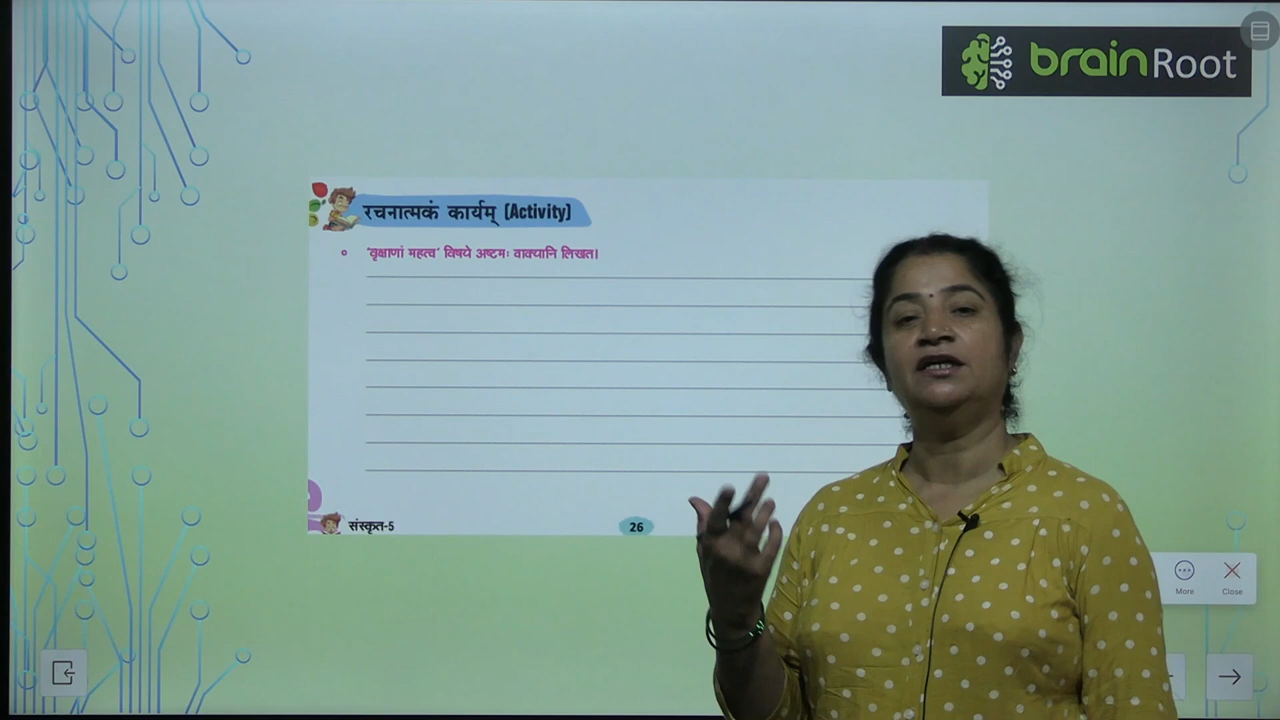 brainRoot
रचनात्मकं कार्यम् (Activity)
'वृक्षाणां महत्व' विषये अष्टमः वाक्यानि लिखत।
संस्कृत-5
26
More
Close